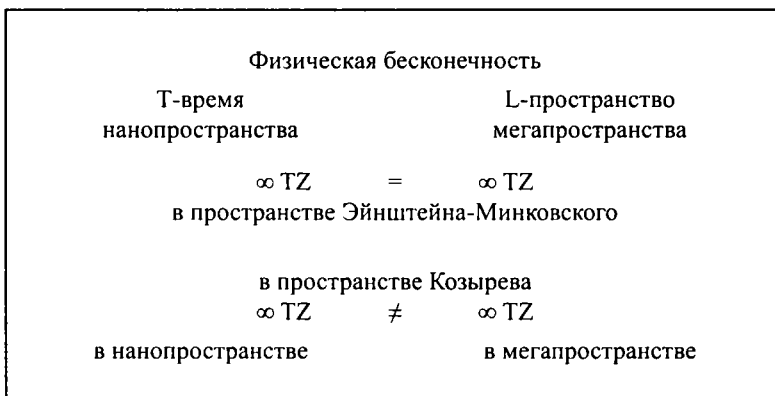 Физическая бесконечность
Т-время L-пространство
нанопространства мегапространства
∞ TZ = ∞ TZ
в пространстве Эйнштейна-Минковского
в пространстве Козырева
∞ TZ ≠ ∞ TZ
в нанопространстве в мегапространстве